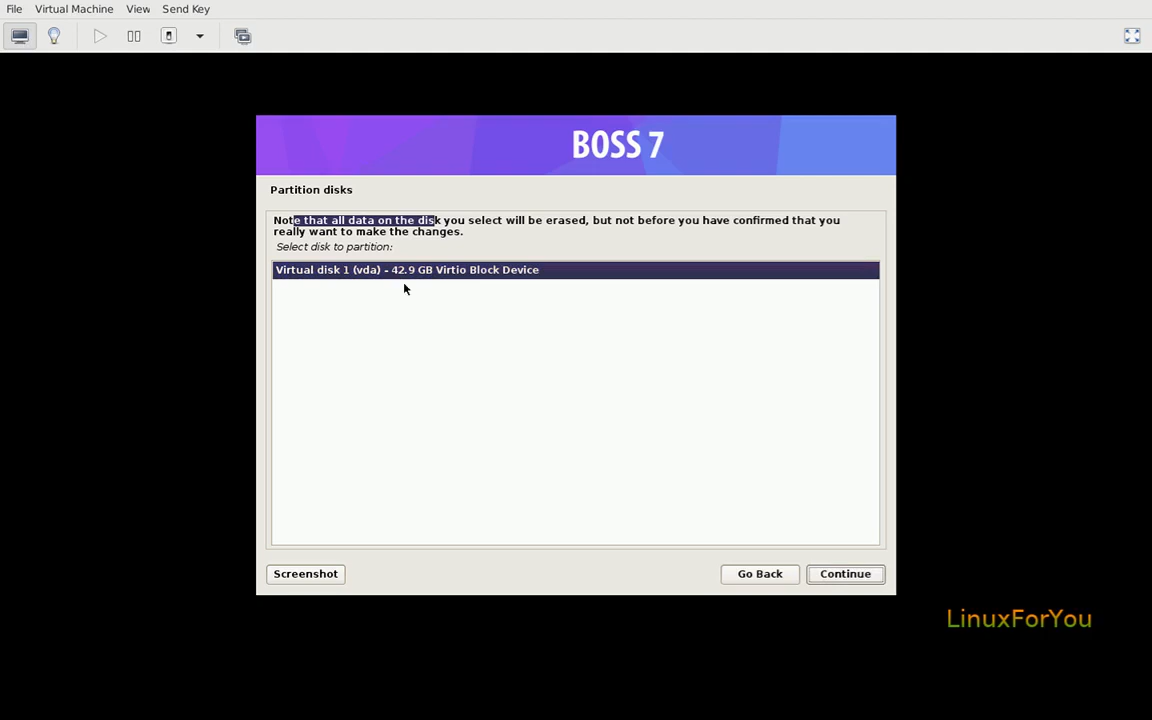 File Virtual Machine View Send Key
BOSS 7
Partition disks
Note that all data on the disk you select will be erased, but not before you have confirmed that you
really want to make the changes.
Select disk to partition:
Virtual disk 1 (vda) - 42.9 GB Virtio Block Device
Screenshot Go Back Continue
LinuxForYou